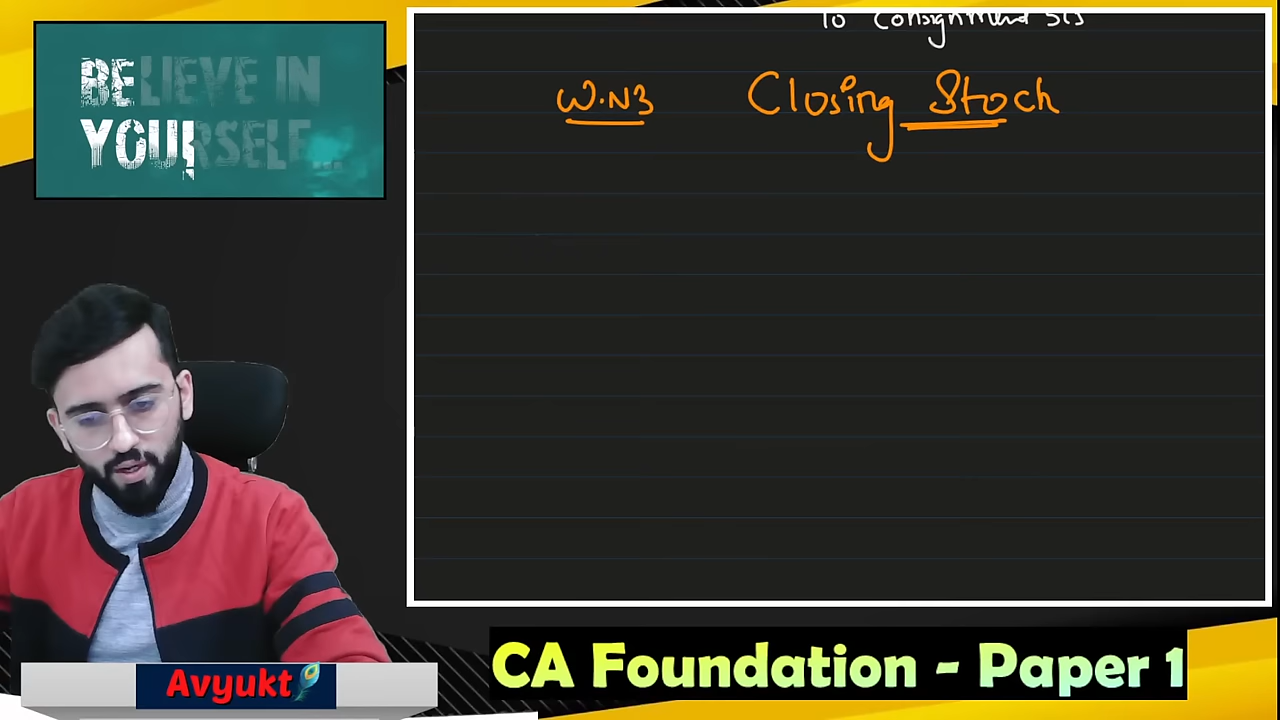 BELIEVE IN
YOURSELF...
To Consignment
W.N3 Closing Stock
Avyukt
CA Foundation - Paper 1